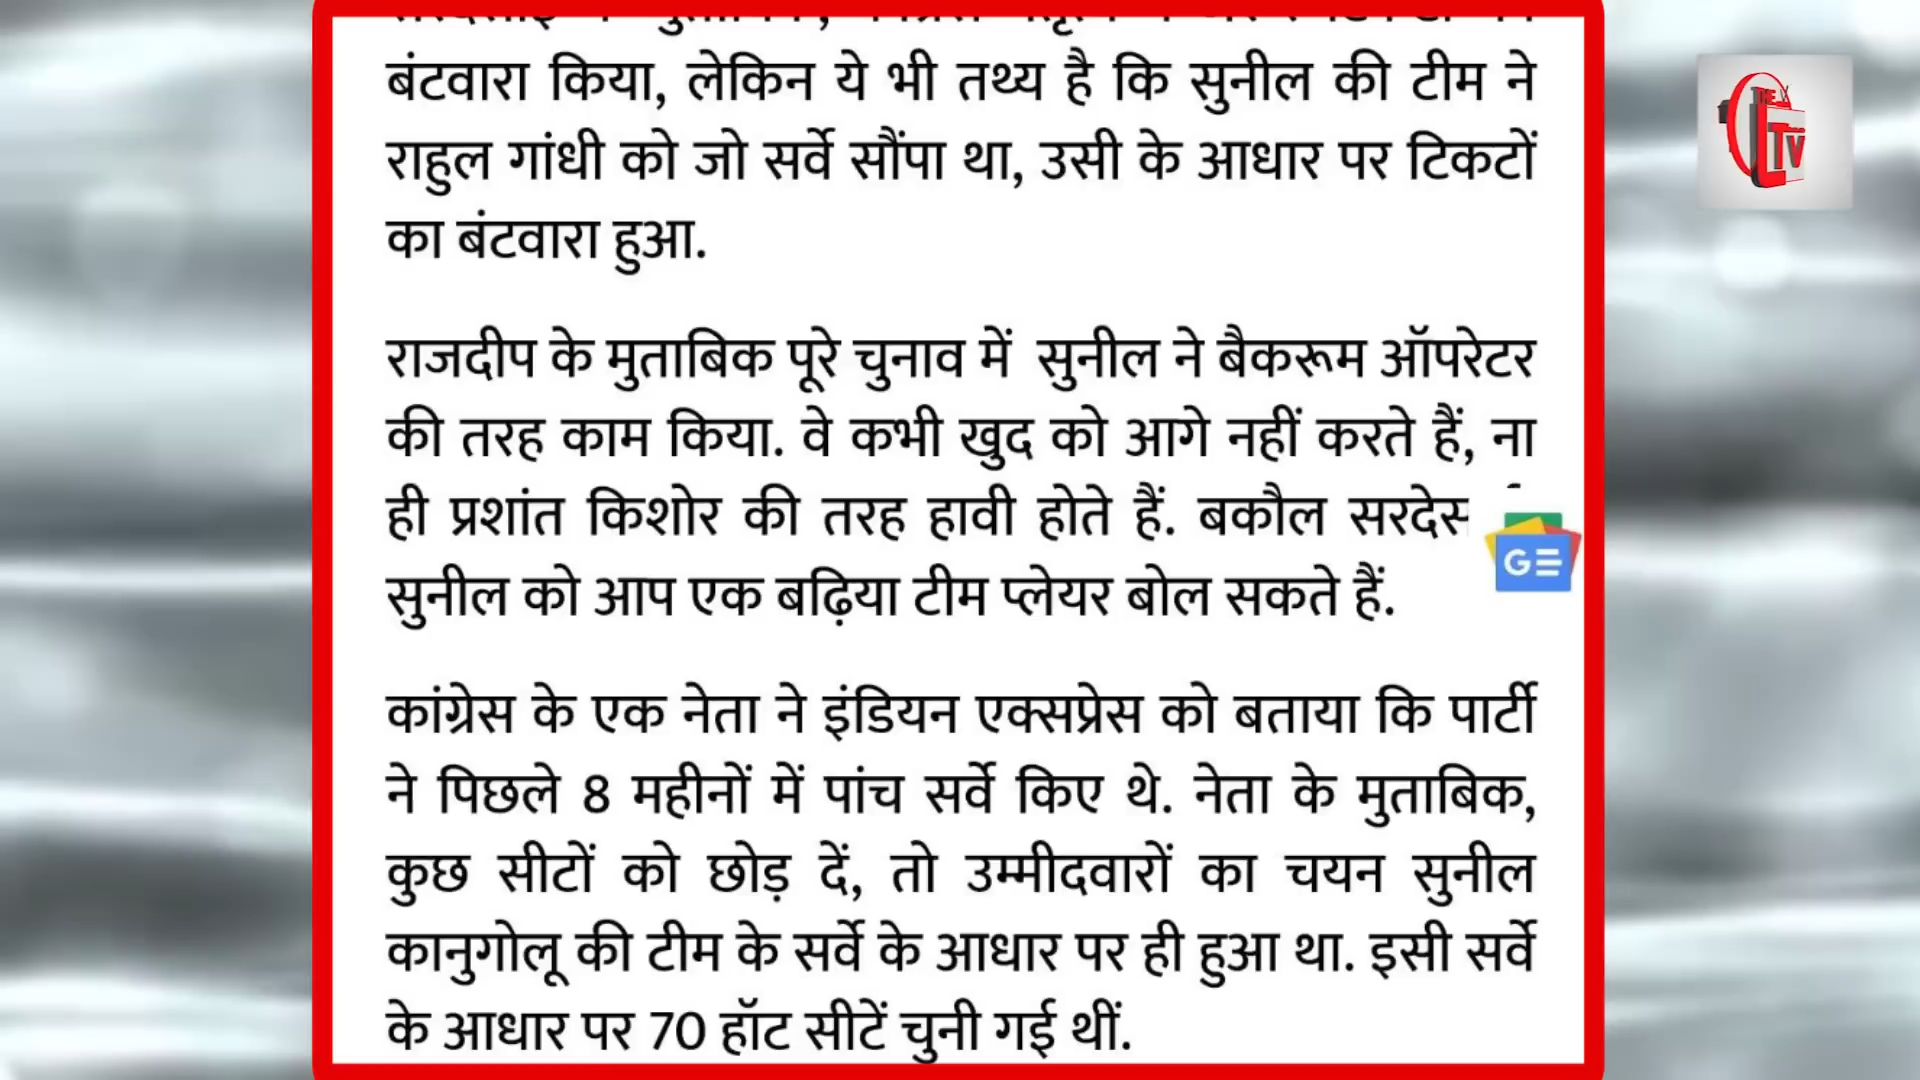 बंटवारा किया, लेकिन ये भी तथ्य है कि सुनील की टीम ने
राहुल गांधी को जो सर्वे सौंपा था, उसी के आधार पर टिकटों
का बंटवारा हुआ.
राजदीप के मुताबिक पूरे चुनाव में सुनील ने बैकरूम ऑपरेटर
की तरह काम किया. वे कभी खुद को आगे नहीं करते हैं, ना
ही प्रशांत किशोर की तरह हावी होते हैं. बकौल
सुनील को आप एक बढ़िया टीम प्लेयर बोल सकते हैं.
कांग्रेस के एक नेता ने इंडियन एक्सप्रेस को बताया कि पार्टी
ने पिछले 8 महीनों में पांच सर्वे किए थे. नेता के मुताबिक,
कुछ सीटों को छोड़ दें, तो उम्मीदवारों का चयन सुनील
कानुगोलू की टीम के सर्वे के आधार पर ही हुआ था. इसी सर्वे
के आधार पर 70 हॉट सीटें चुनी गई थीं.
THE
TV
G